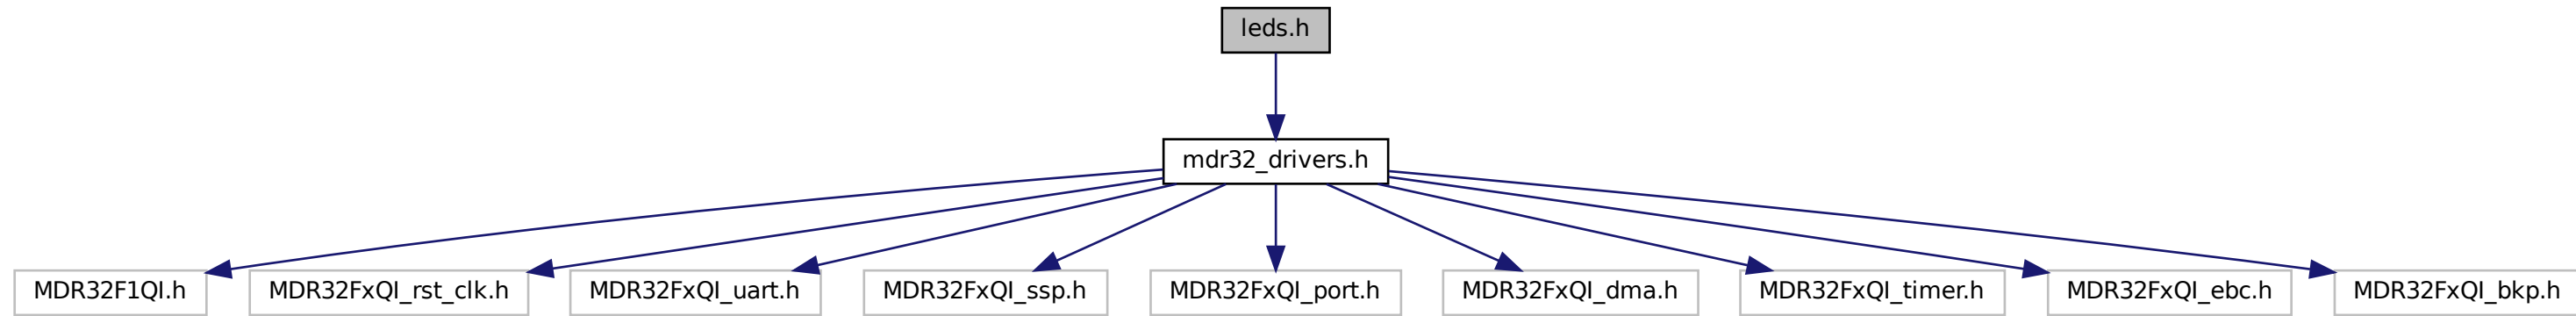 leds.h
mdr32_drivers.h
MDR32F1QI.h
MDR32FxQI_rst_clk.h
MDR32FxQI_uart.h
MDR32FxQI_ssp.h
MDR32FxQI_port.h
MDR32FxQI_dma.h
MDR32FxQI_timer.h
MDR32FxQI_ebc.h
MDR32FxQI_bkp.h